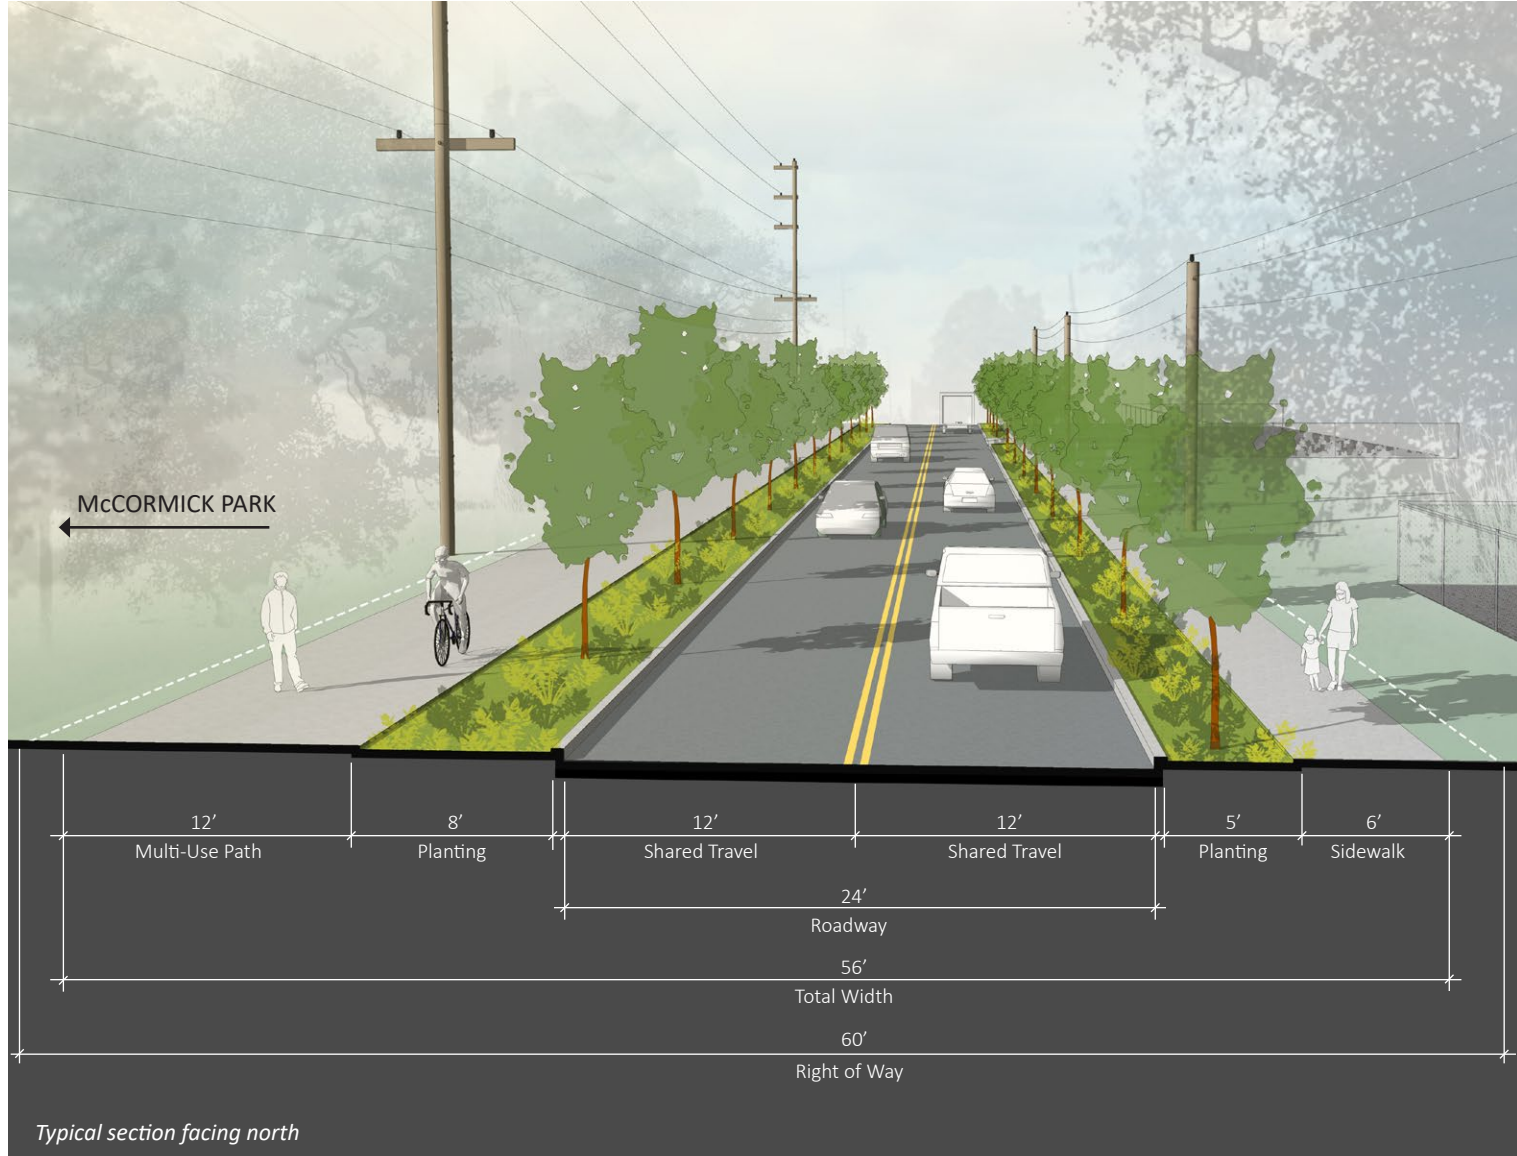 McCORMICK PARK
12’
8’
12’
12’
5’
6’
Multi-Use Path
Planting
Shared Travel
Shared Travel
Planting
Sidewalk
24’
Roadway
56’
Total Width
60’
Right of Way
Typical section facing north